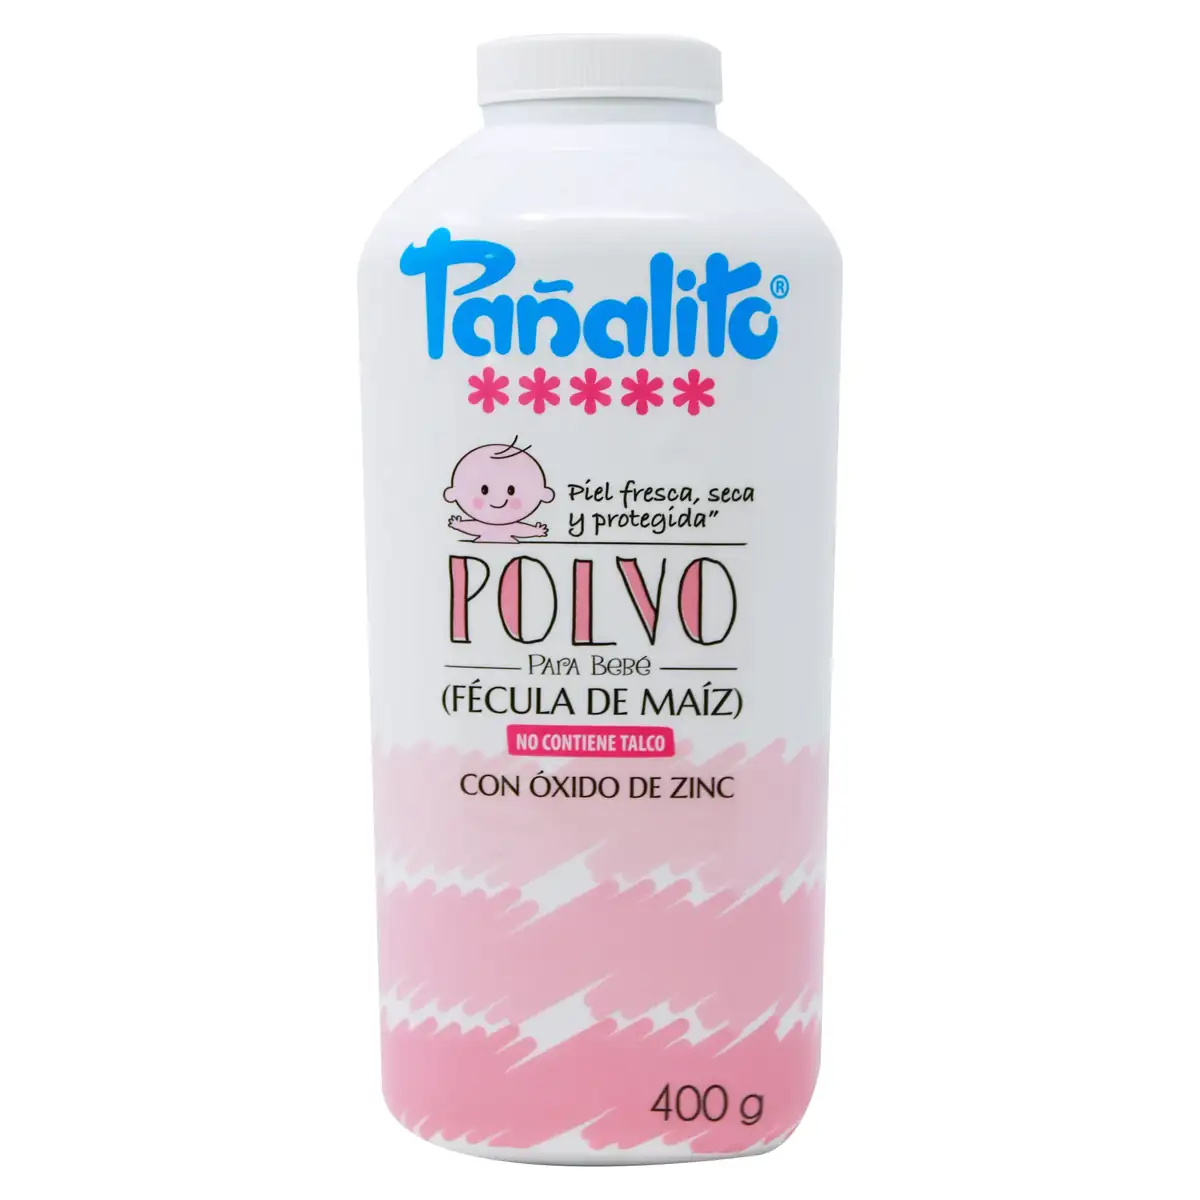 Pañalito®
*****
Piel fresca, seca
y protegida”
POLVO
PARA BEBÉ
(FÉCULA DE MAÍZ)
NO CONTIENE TALCO
CON ÓXIDO DE ZINC
400 g